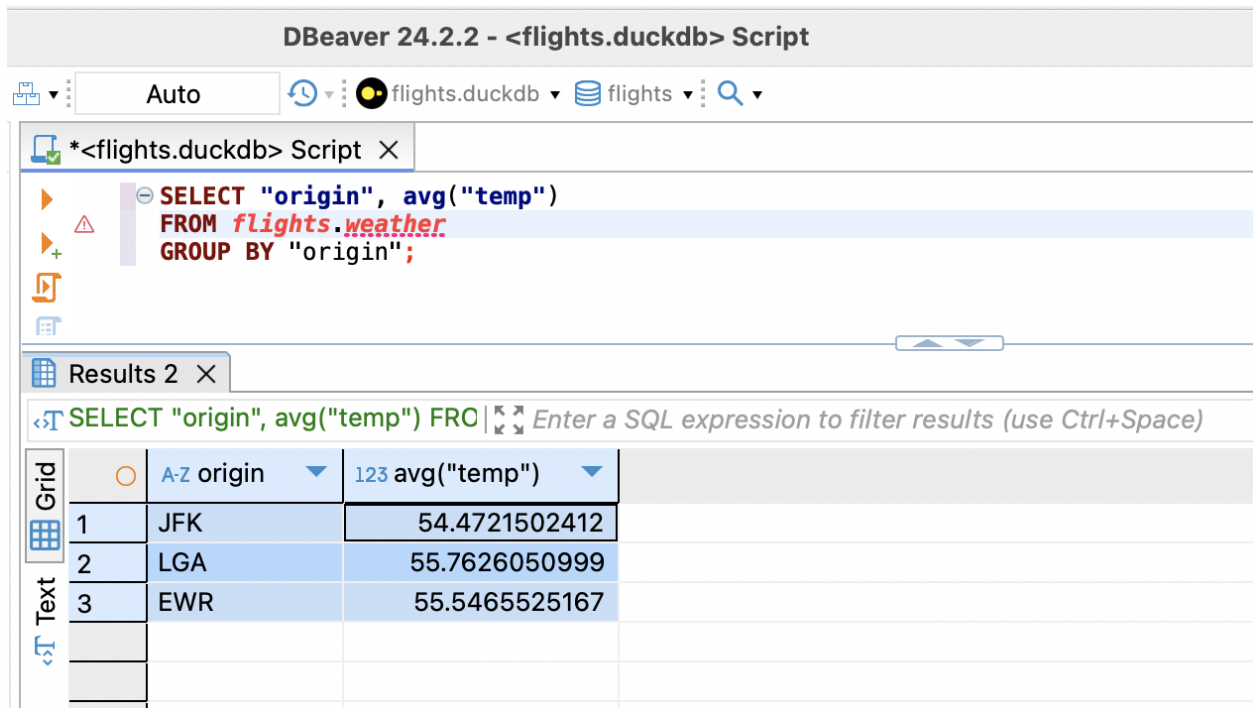 DBeaver 24.2.2 - <flights.duckdb> Script
Auto flights.duckdb flights
*<flights.duckdb> Script
SELECT "origin", avg("temp")
FROM flights.weather
GROUP BY "origin";
Results 2
SELECT "origin", avg("temp") FRO Enter a SQL expression to filter results (use Ctrl+Space)
Grid
Text
A-Z origin 123 avg("temp")
1 JFK 54.4721502412
2 LGA 55.7626050999
3 EWR 55.5465525167